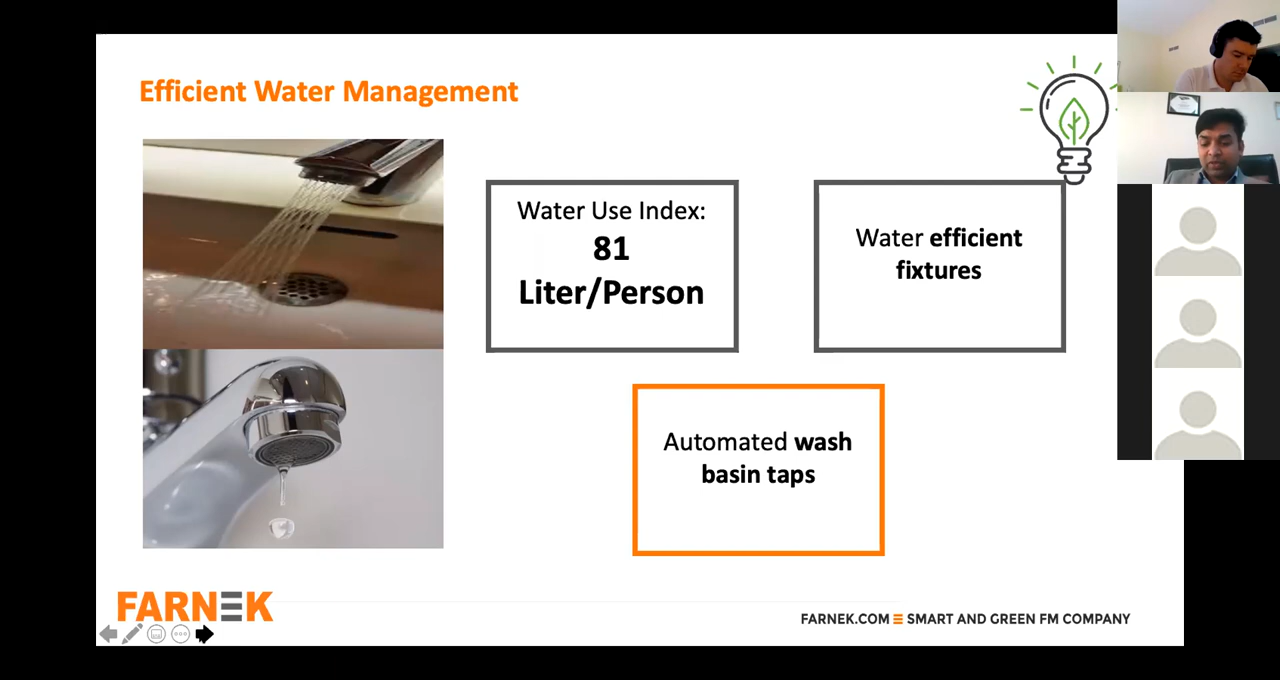 Efficient Water Management
Water Use Index:
81
Liter/Person
Water efficient
fixtures
Automated wash
basin taps
FARNEK
FARNEK.COM SMART AND GREEN FM COMPANY